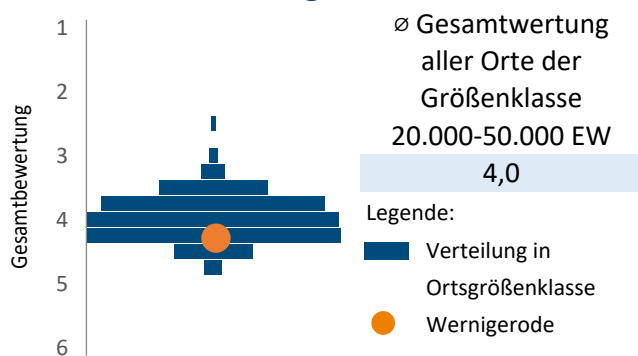 1
2
3
4
5
6
Gesamtbewertung
⌀ Gesamtwertung
aller Orte der
Größenklasse
20.000-50.000 EW
4,0
Legende:
Verteilung in
Ortsgrößenklasse
Wernigerode